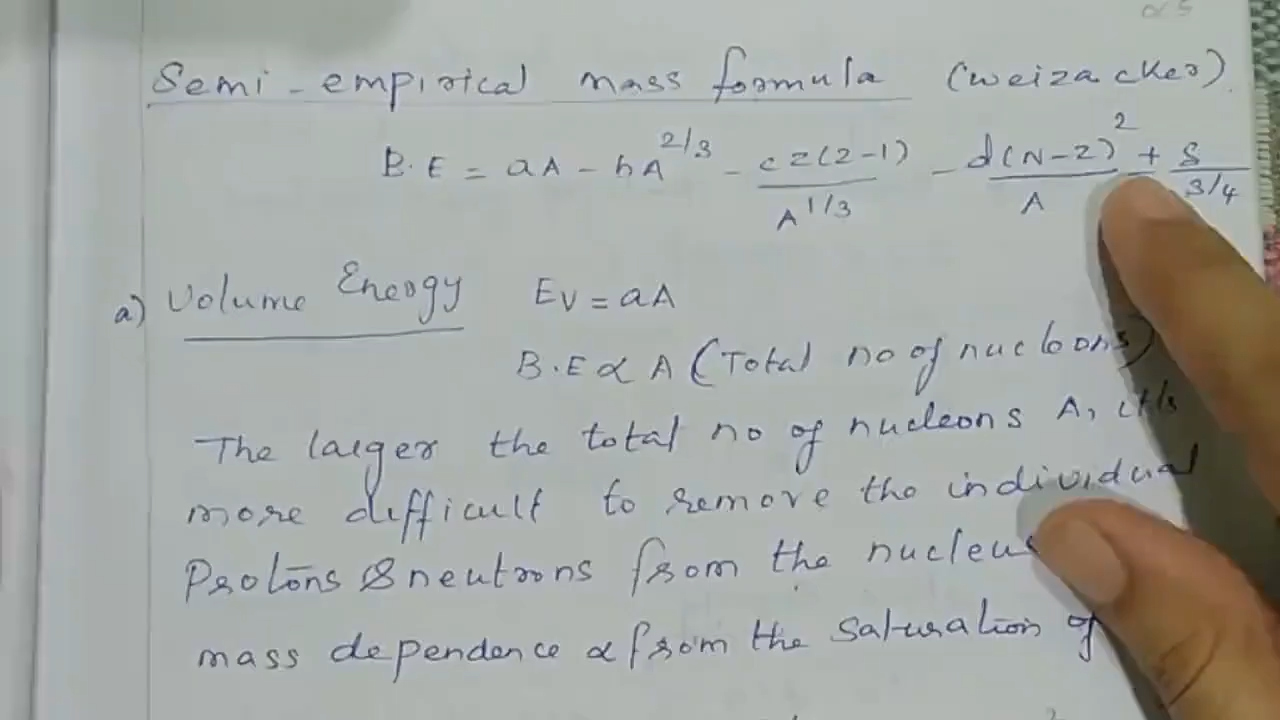 Semi-empirical mass formula (weizacker)
B.E = aA - bA^2/3 - cz(z-1)/A^1/3 - d(N-z)^2/A ± δ/3/4
a) Volume Energy Ev = aA
B.E ∝ A (Total no of nucleons)
The larger the total no of nucleons A,
more difficult to remove the individual
Protons & neutrons from the nucleus
mass dependence ∝ from the saturation of